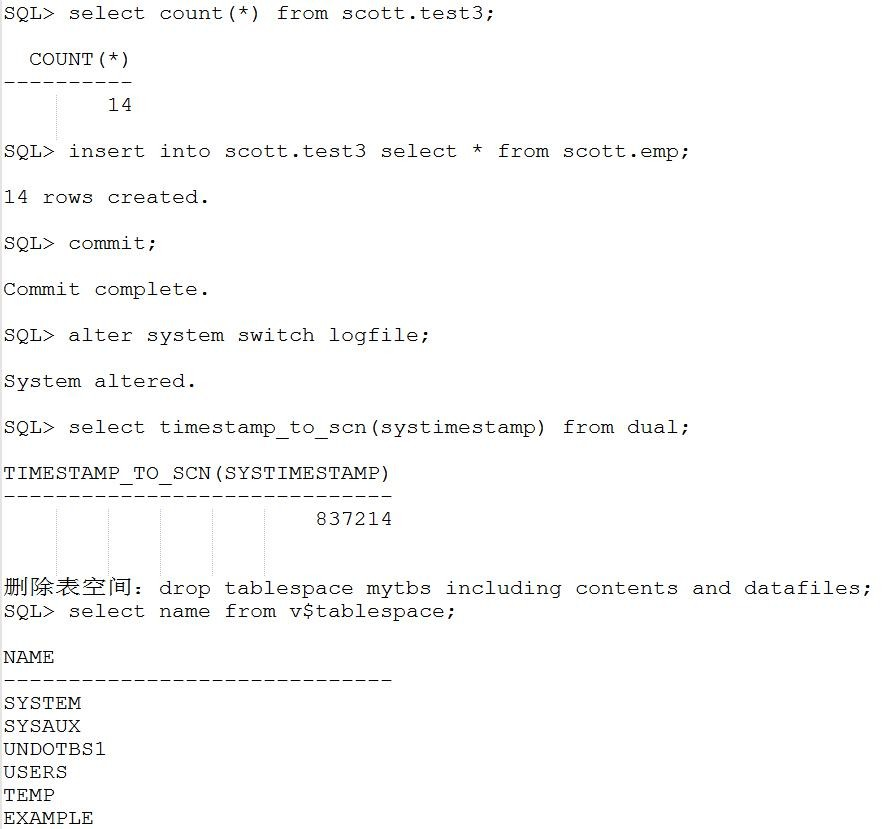 SQL> select count(*) from scott.test3;
COUNT(*)
----------
14
SQL> insert into scott.test3 select * from scott.emp;
14 rows created.
SQL> commit;
Commit complete.
SQL> alter system switch logfile;
System altered.
SQL> select timestamp_to_scn(systimestamp) from dual;
TIMESTAMP_TO_SCN(SYSTIMESTAMP)
------------------------------
837214
删除表空间：drop tablespace mytbs including contents and datafiles;
SQL> select name from v$tablespace;
NAME
------------------------------
SYSTEM
SYSAUX
UNDOTBS1
USERS
TEMP
EXAMPLE